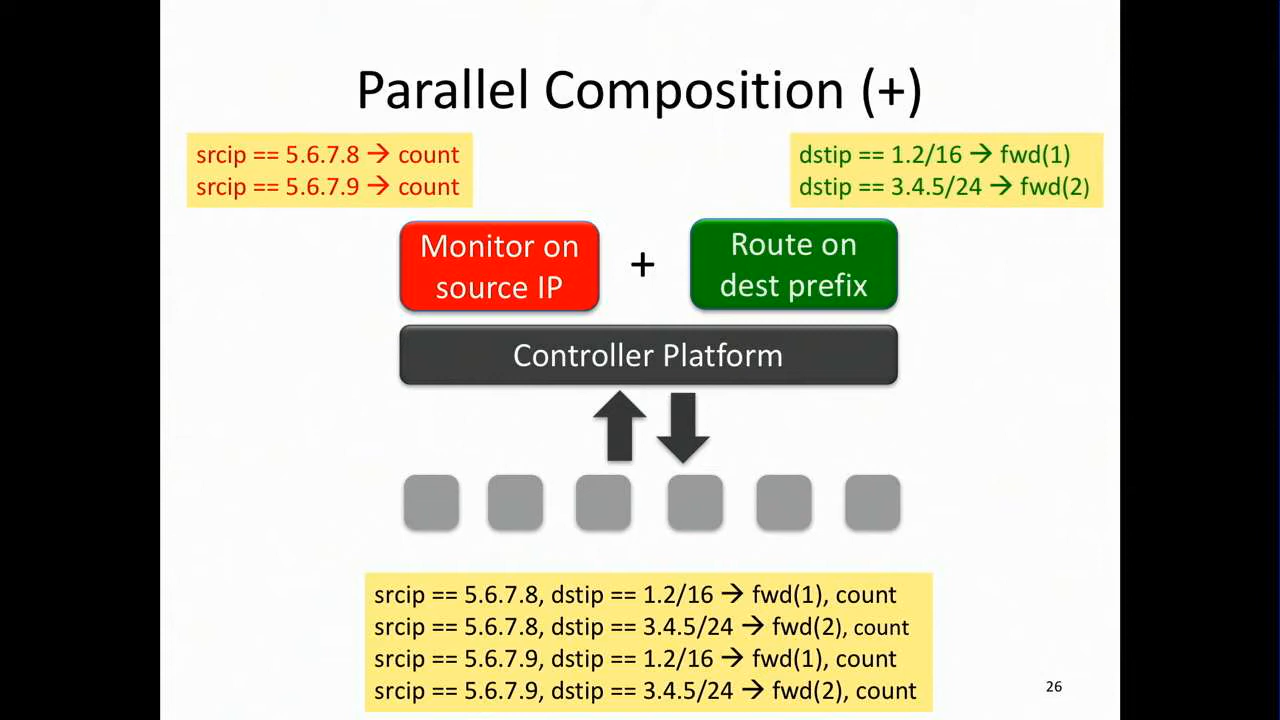 Parallel Composition (+)
srcip == 5.6.7.8 → count
srcip == 5.6.7.9 → count
dstip == 1.2/16 → fwd(1)
dstip == 3.4.5/24 → fwd(2)
Monitor on
source IP
+
Route on
dest prefix
Controller Platform
srcip == 5.6.7.8, dstip == 1.2/16 → fwd(1), count
srcip == 5.6.7.8, dstip == 3.4.5/24 → fwd(2), count
srcip == 5.6.7.9, dstip == 1.2/16 → fwd(1), count
srcip == 5.6.7.9, dstip == 3.4.5/24 → fwd(2), count
26